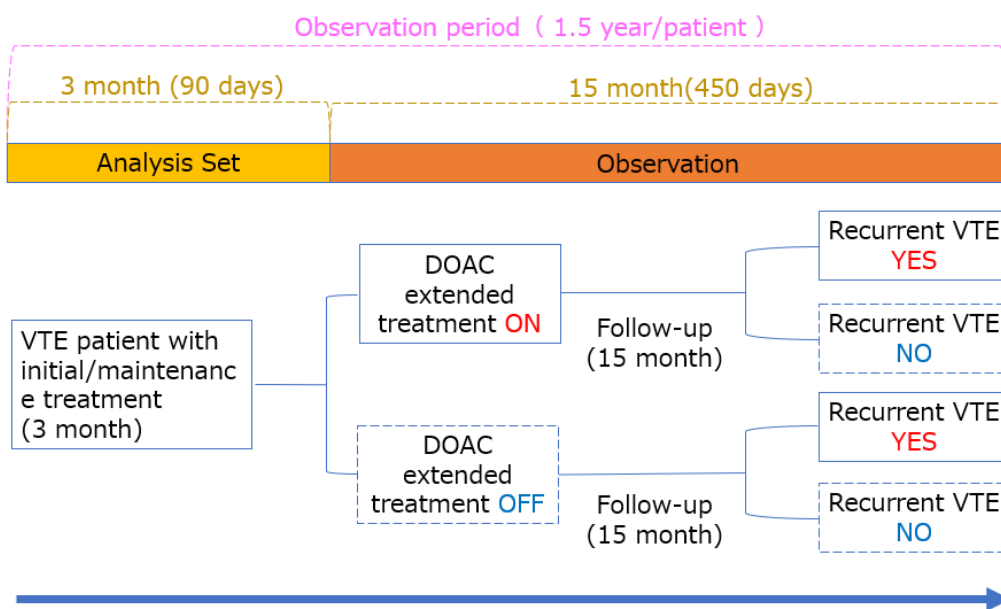 Observation period（ 1.5 year/patient ）
3 month (90 days)
15 month(450 days)
Analysis Set
Observation
VTE patient with
initial/maintenanc
e treatment
(3 month)
DOAC
extended
treatment ON
Follow-up
(15 month)
Recurrent VTE
YES
Recurrent VTE
NO
DOAC
extended
treatment OFF
Follow-up
(15 month)
Recurrent VTE
YES
Recurrent VTE
NO